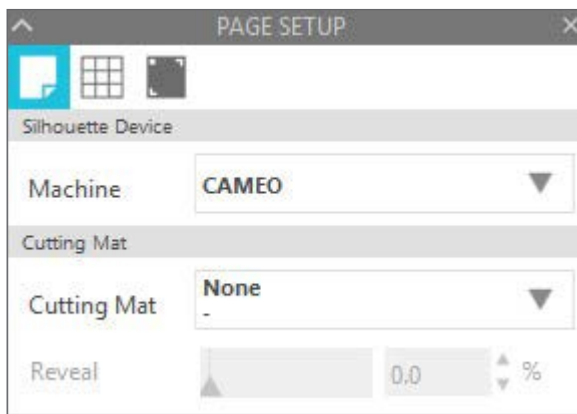 PAGE SETUP
Silhouette Device
Machine CAMEO
Cutting Mat
Cutting Mat None
-
Reveal 0.0 %